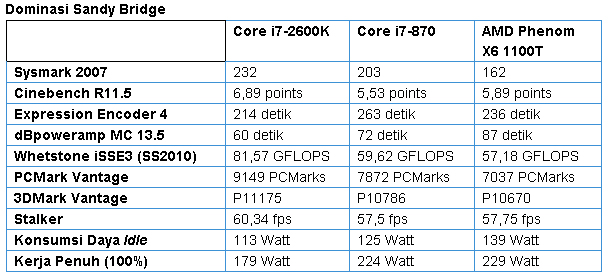 Dominasi Sandy Bridge
Core i7-2600K Core i7-870 AMD Phenom
X6 1100T
Sysmark 2007 232 203 162
Cinebench R11.5 6,89 points 5,53 points 5,89 points
Expression Encoder 4 214 detik 263 detik 236 detik
dBpoweramp MC 13.5 60 detik 72 detik 87 detik
Whetstone iSSE3 (SS2010) 81,57 GFLOPS 59,62 GFLOPS 57,18 GFLOPS
PCMark Vantage 9149 PCMarks 7872 PCMarks 7037 PCMarks
3DMark Vantage P11175 P10786 P10670
Stalker 60,34 fps 57,5 fps 57,75 fps
Konsumsi Daya Idle 113 Watt 125 Watt 139 Watt
Kerja Penuh (100%) 179 Watt 224 Watt 229 Watt